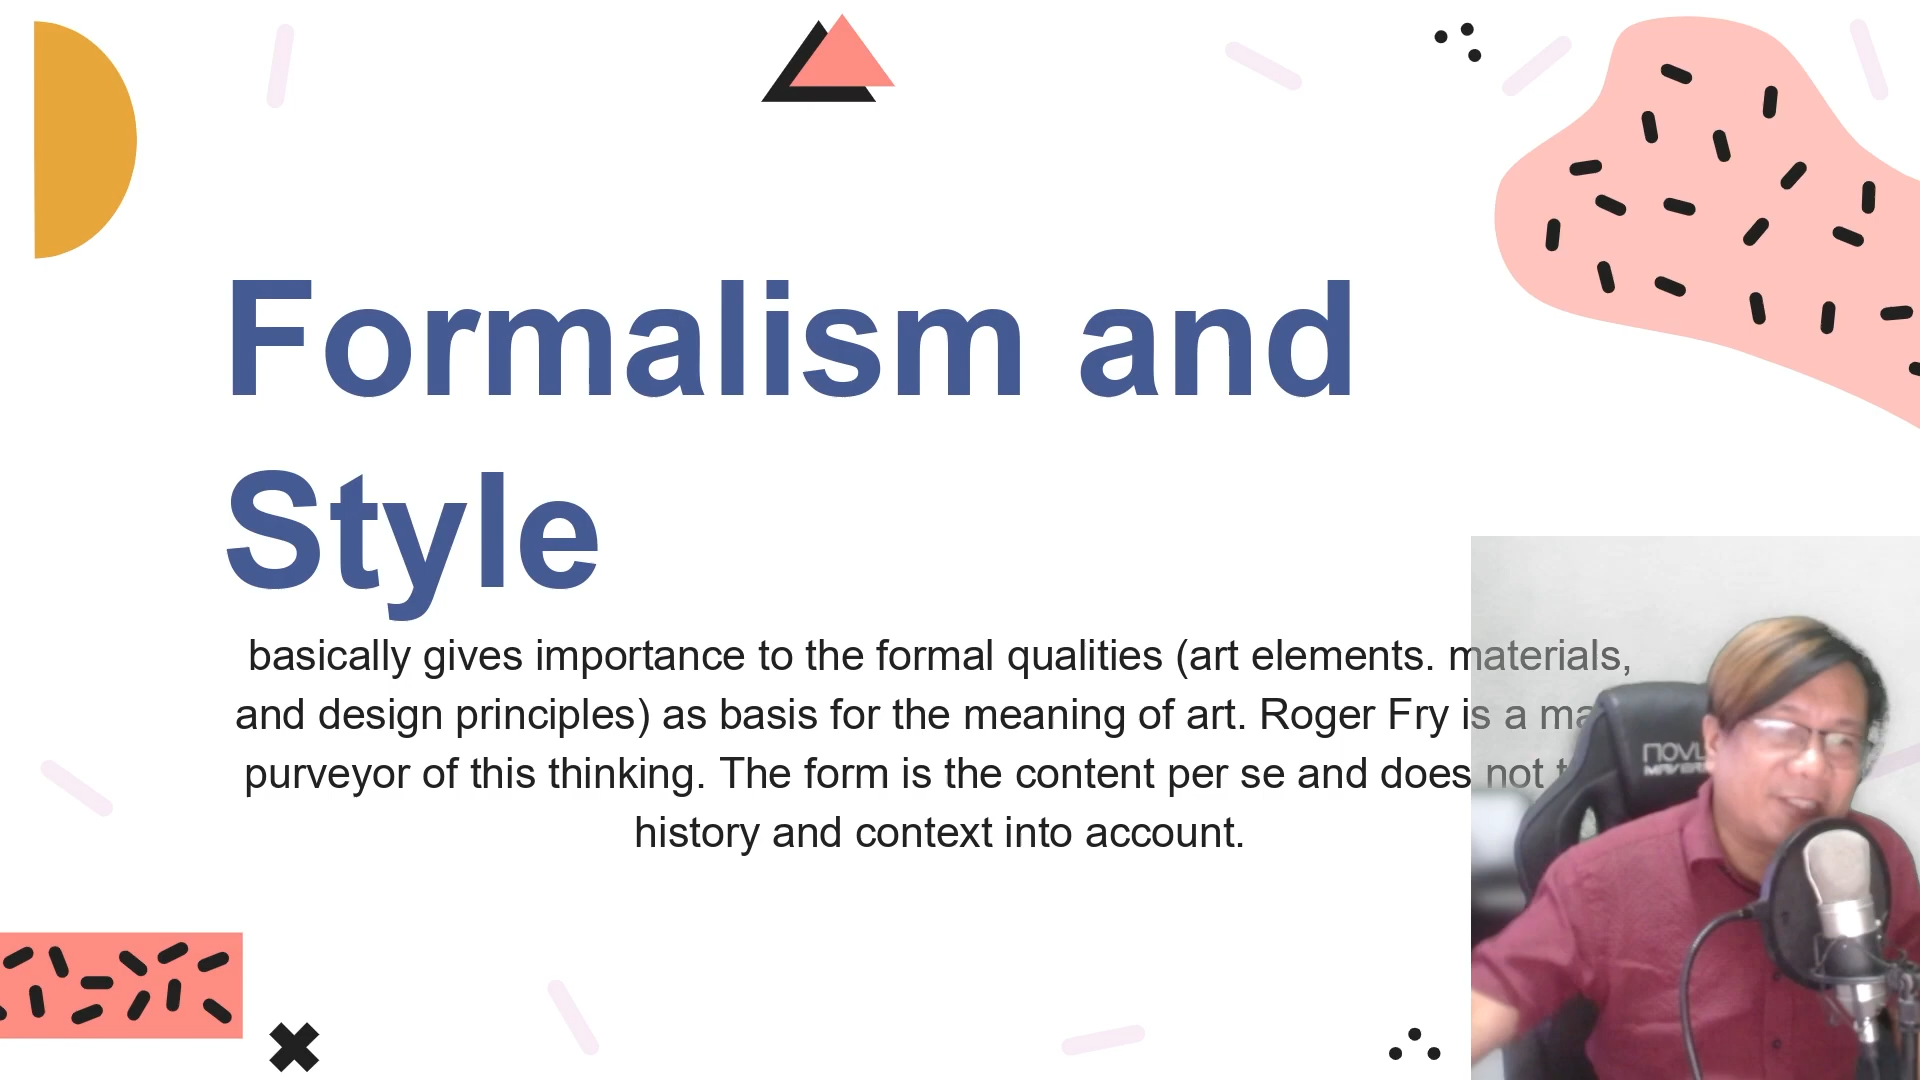 Formalism and
Style
basically gives importance to the formal qualities (art elements. materials,
and design principles) as basis for the meaning of art. Roger Fry is a
purveyor of this thinking. The form is the content per se and does not
history and context into account.